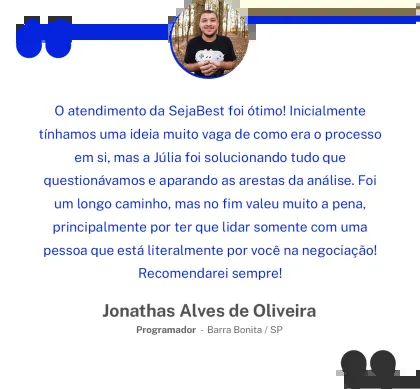 O atendimento da SejaBest foi ótimo! Inicialmente
tínhamos uma ideia muito vaga de como era o processo
em si, mas a Júlia foi solucionando tudo que
questionávamos e aparando as arestas da análise. Foi
um longo caminho, mas no fim valeu muito a pena,
principalmente por ter que lidar somente com uma
pessoa que está literalmente por você na negociação!
Recomendarei sempre!
Jonathas Alves de Oliveira
Programador - Barra Bonita / SP